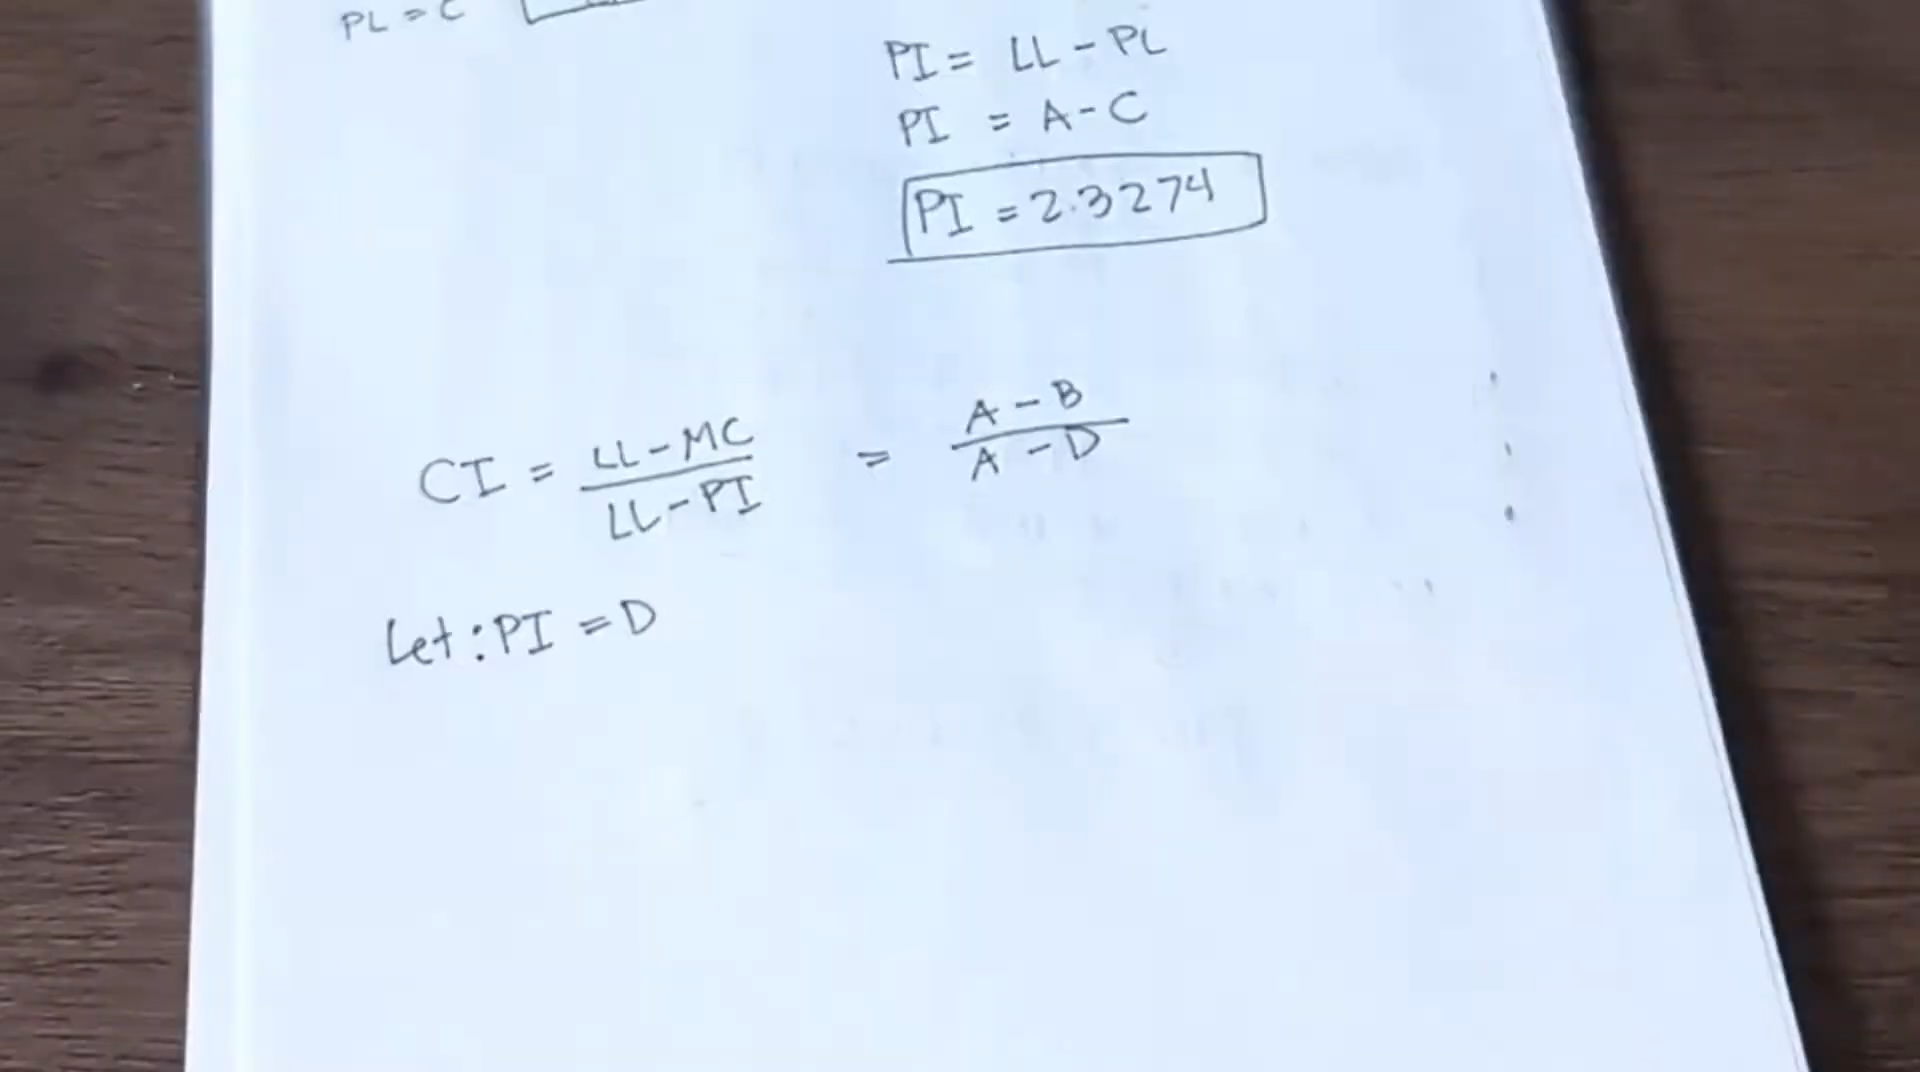 PL = C
PI = LL - PL
PI = A - C
PI = 2.3274
CI = LL - MC / LL - PI = A - B / A - D
Let: PI = D